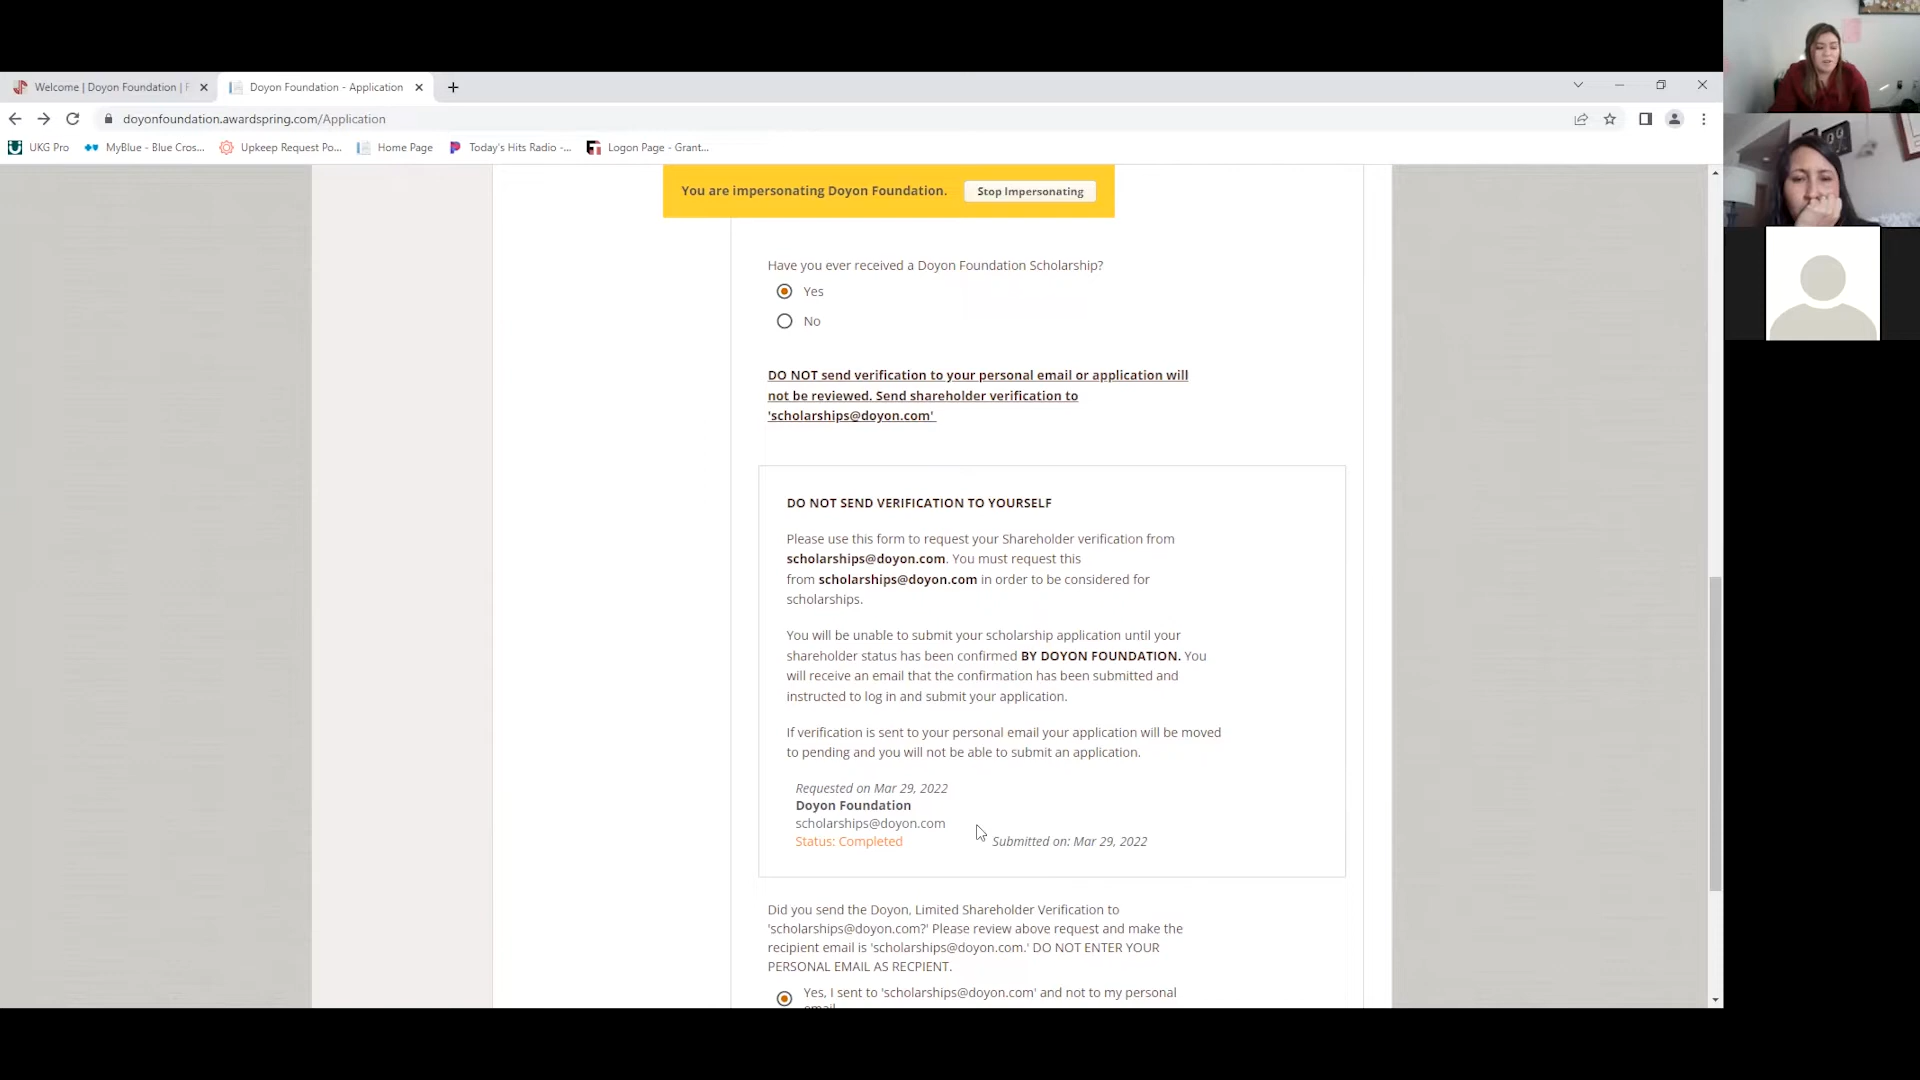 Welcome | Doyon Foundation | F
Doyon Foundation - Application
doyonfoundation.awardspring.com/Application
UKG Pro
MyBlue - Blue Cros...
Upkeep Request Po...
Home Page
Today's Hits Radio -...
Logon Page - Grant...
You are impersonating Doyon Foundation.
Stop Impersonating
Have you ever received a Doyon Foundation Scholarship?
Yes
No
DO NOT send verification to your personal email or application will
not be reviewed. Send shareholder verification to
'scholarships@doyon.com'
DO NOT SEND VERIFICATION TO YOURSELF
Please use this form to request your Shareholder verification from
scholarships@doyon.com. You must request this
from scholarships@doyon.com in order to be considered for
scholarships.
You will be unable to submit your scholarship application until your
shareholder status has been confirmed BY DOYON FOUNDATION. You
will receive an email that the confirmation has been submitted and
instructed to log in and submit your application.
If verification is sent to your personal email your application will be moved
to pending and you will not be able to submit an application.
Requested on Mar 29, 2022
Doyon Foundation
scholarships@doyon.com
Status: Completed
Submitted on: Mar 29, 2022
Did you send the Doyon, Limited Shareholder Verification to
'scholarships@doyon.com?' Please review above request and make the
recipient email is 'scholarships@doyon.com.' DO NOT ENTER YOUR
PERSONAL EMAIL AS RECPIENT.
Yes, I sent to 'scholarships@doyon.com' and not to my personal
email